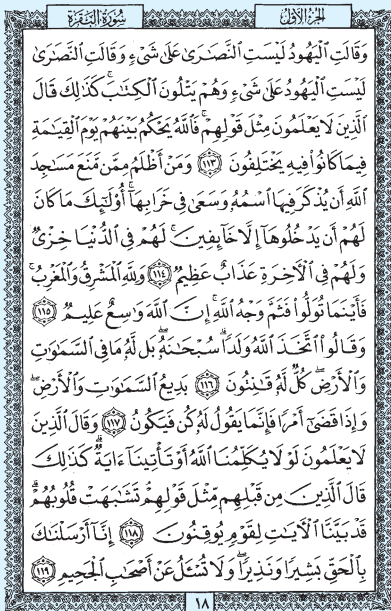 الجزء الأول
سورة البقرة
وَقَالَتِ ٱلۡيَهُودُ لَيۡسَتِ ٱلنَّصَٰرَىٰ عَلَىٰ شَيۡءٖ وَقَالَتِ ٱلنَّصَٰرَىٰ
لَيۡسَتِ ٱلۡيَهُودُ عَلَىٰ شَيۡءٖ وَهُمۡ يَتۡلُونَ ٱلۡكِتَٰبَۗ كَذَٰلِكَ قَالَ
ٱلَّذِينَ لَا يَعۡلَمُونَ مِثۡلَ قَوۡلِهِمۡۚ فَٱللَّهُ يَحۡكُمُ بَيۡنَهُمۡ يَوۡمَ ٱلۡقِيَٰمَةِ
فِيمَا كَانُواْ فِيهِ يَخۡتَلِفُونَ ١١٣ وَمَنۡ أَظۡلَمُ مِمَّن مَّنَعَ مَسَٰجِدَ
ٱللَّهِ أَن يُذۡكَرَ فِيهَا ٱسۡمُهُۥ وَسَعَىٰ فِي خَرَابِهَآۚ أُوْلَٰٓئِكَ مَا كَانَ
لَهُمۡ أَن يَدۡخُلُوهَآ إِلَّا خَآئِفِينَۚ لَهُمۡ فِي ٱلدُّنۡيَا خِزۡيٞ
وَلَهُمۡ فِي ٱلۡأٓخِرَةِ عَذَابٌ عَظِيمٞ ١١٤ وَلِلَّهِ ٱلۡمَشۡرِقُ وَٱلۡمَغۡرِبُۚ
فَأَيۡنَمَا تُوَلُّواْ فَثَمَّ وَجۡهُ ٱللَّهِۚ إِنَّ ٱللَّهَ وَٰسِعٌ عَلِيمٞ ١١٥
وَقَالُواْ ٱتَّخَذَ ٱللَّهُ وَلَدٗاۗ سُبۡحَٰنَهُۥۖ بَل لَّهُۥ مَا فِي ٱلسَّمَٰوَٰتِ
وَٱلۡأَرۡضِۖ كُلّٞ لَّهُۥ قَٰنِتُونَ ١١٦ بَدِيعُ ٱلسَّمَٰوَٰتِ وَٱلۡأَرۡضِۖ
وَإِذَا قَضَىٰٓ أَمۡرٗا فَإِنَّمَا يَقُولُ لَهُۥ كُن فَيَكُونُ ١١٧ وَقَالَ ٱلَّذِينَ
لَا يَعۡلَمُونَ لَوۡلَا يُكَلِّمُنَا ٱللَّهُ أَوۡ تَأۡتِينَآ ءَايَةٞۗ كَذَٰلِكَ
قَالَ ٱلَّذِينَ مِن قَبۡلِهِم مِّثۡلَ قَوۡلِهِمۡۘ تَشَٰبَهَتۡ قُلُوبُهُمۡۗ
قَدۡ بَيَّنَّا ٱلۡأٓيَٰتِ لِقَوۡمٖ يُوقِنُونَ ١١٨ إِنَّآ أَرۡسَلۡنَٰكَ
بِٱلۡحَقِّ بَشِيرٗا وَنَذِيرٗاۖ وَلَا تُسۡـَٔلُ عَنۡ أَصۡحَٰبِ ٱلۡجَحِيمِ ١١٩
١٨